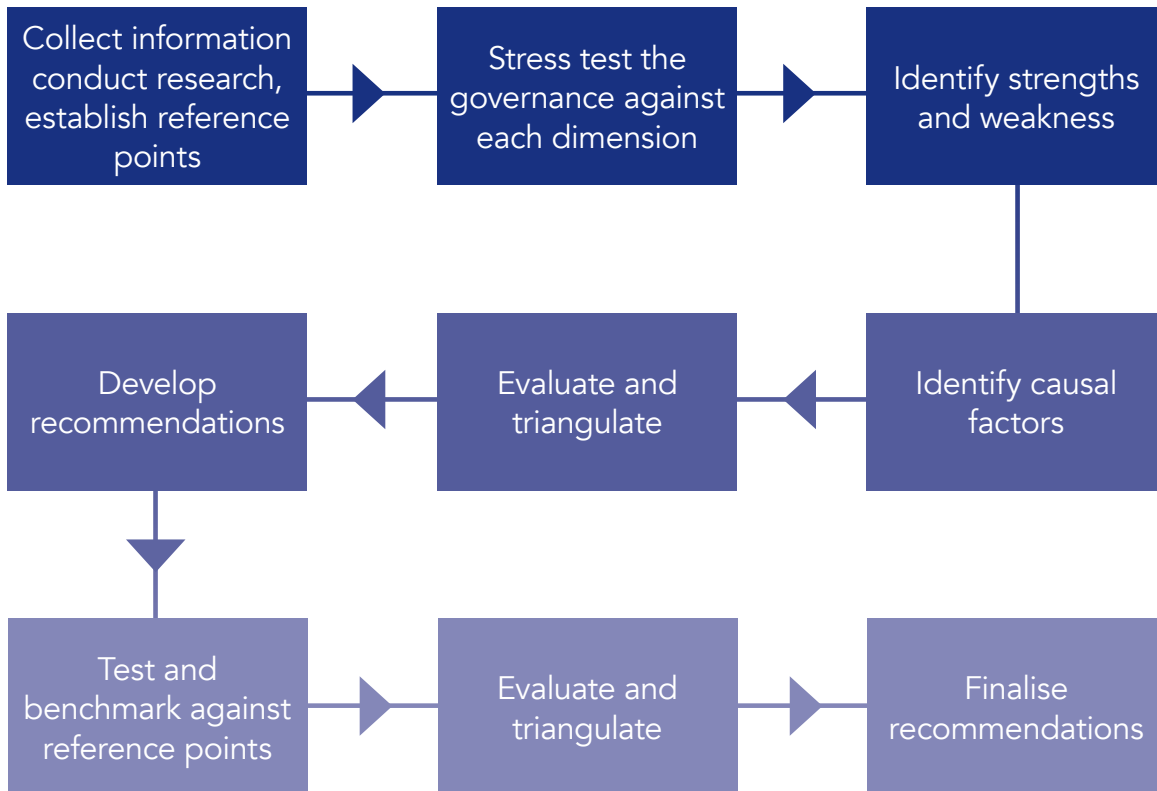 Collect information
conduct research,
establish reference
points
Stress test the
governance against
each dimension
Identify strengths
and weakness
Develop
recommendations
Evaluate and
triangulate
Identify causal
factors
Test and
benchmark against
reference points
Evaluate and
triangulate
Finalise
recommendations